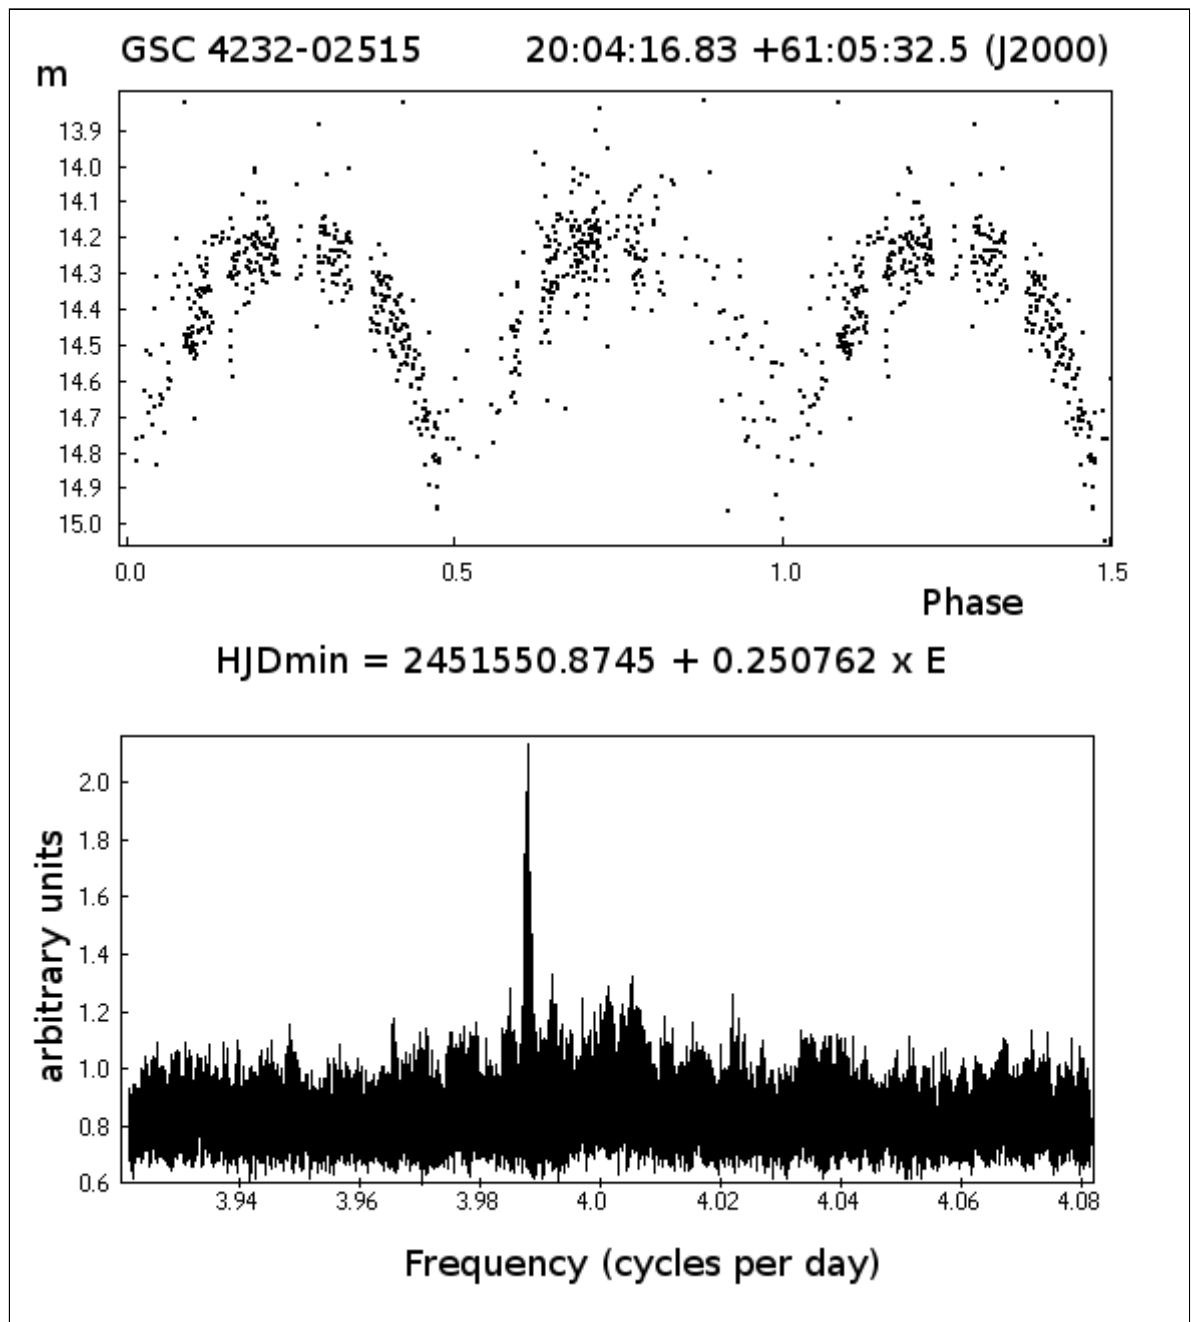 GSC 4232-02515 20:04:16.83 +61:05:32.5 (J2000)
m
13.9
14.0
14.1
14.2
14.3
14.4
14.5
14.6
14.7
14.8
14.9
15.0
0.0 0.5 1.0 1.5
Phase
HJDmin = 2451550.8745 + 0.250762 x E
arbitrary units
2.0
1.8
1.6
1.4
1.2
1.0
0.8
0.6
3.94 3.96 3.98 4.0 4.02 4.04 4.06 4.08
Frequency (cycles per day)